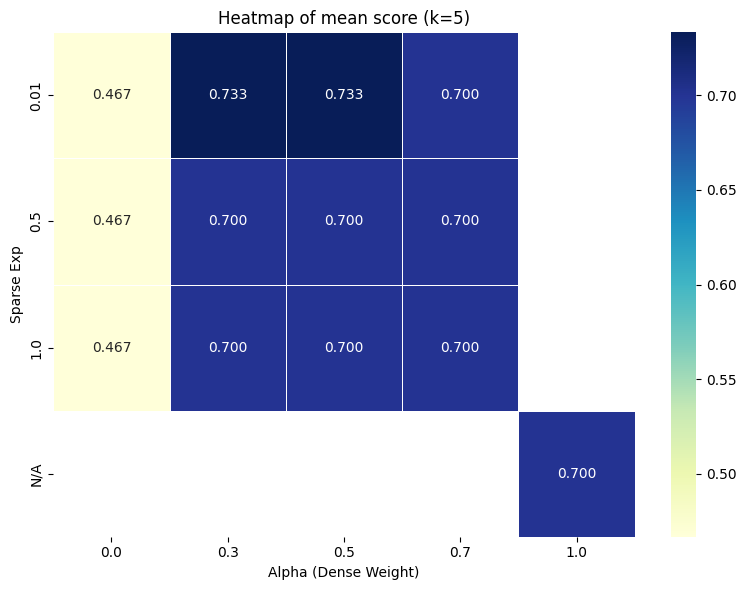 Heatmap of mean score (k=5)
0.01 0.467 0.733 0.733 0.700
0.5 0.467 0.700 0.700 0.700
1.0 0.467 0.700 0.700 0.700
N/A 0.700
Sparse Exp
0.0 0.3 0.5 0.7 1.0
Alpha (Dense Weight)
0.70
0.65
0.60
0.55
0.50